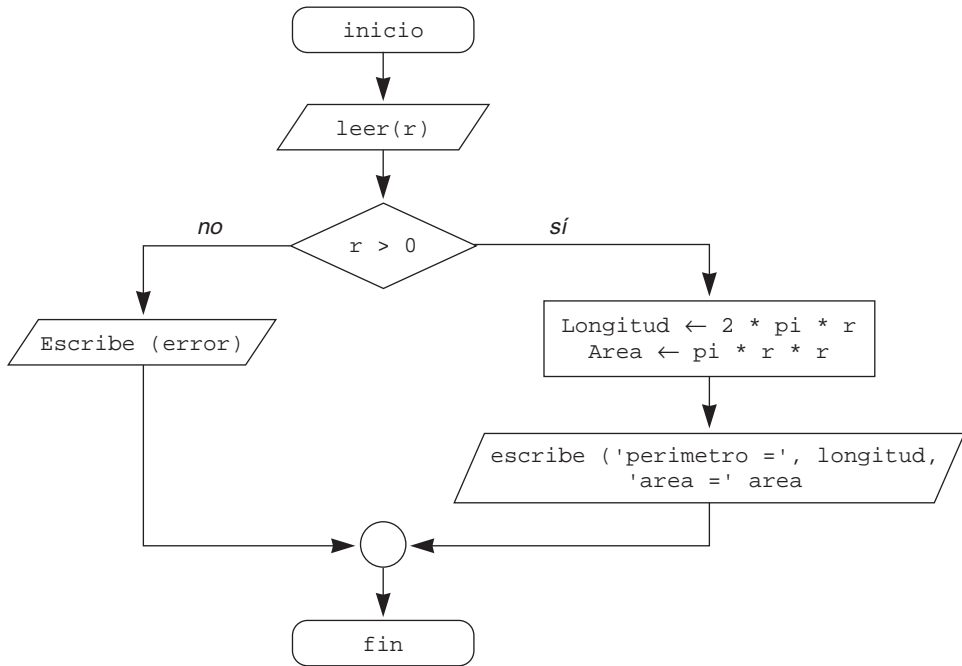 inicio
leer(r)
no
sí
r > 0
Escribe (error)
Longitud ← 2 * pi * r
Area ← pi * r * r
escribe ('perimetro =', longitud,
'area =' area
fin